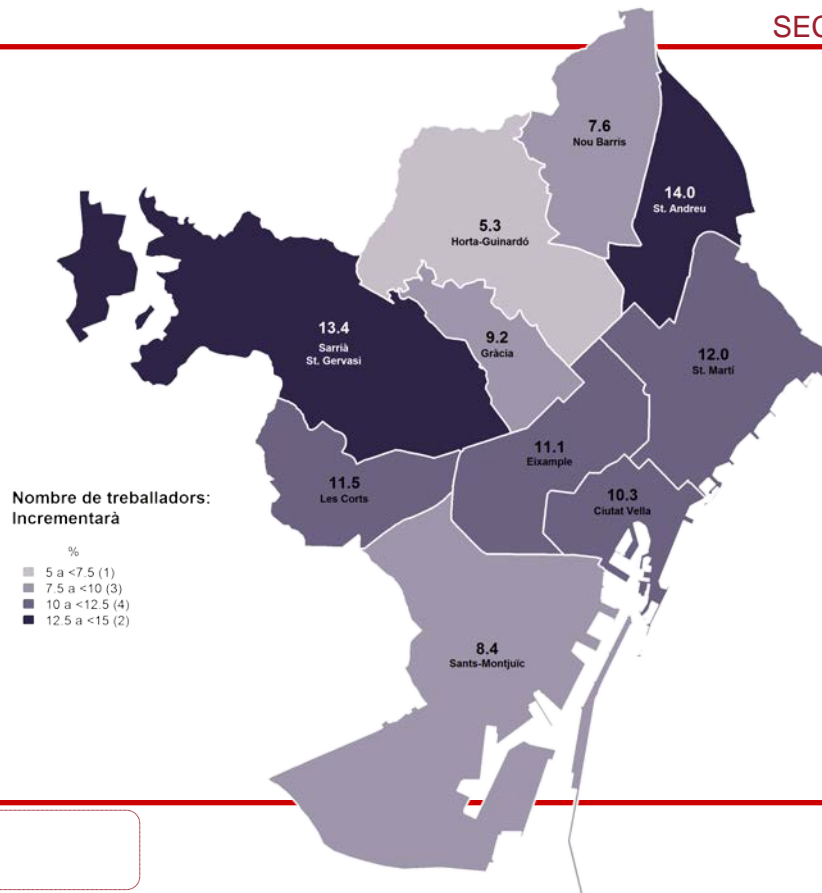 SEC
7.6
Nou Barris
14.0
St. Andreu
5.3
Horta-Guinardó
13.4
Sarrià
St. Gervasi
9.2
Gràcia
12.0
St. Martí
11.1
Eixample
11.5
Les Corts
10.3
Ciutat Vella
Nombre de treballadors:
Incrementarà
%
5 a <7.5 (1)
7.5 a <10 (3)
10 a <12.5 (4)
12.5 a <15 (2)
8.4
Sants-Montjuïc